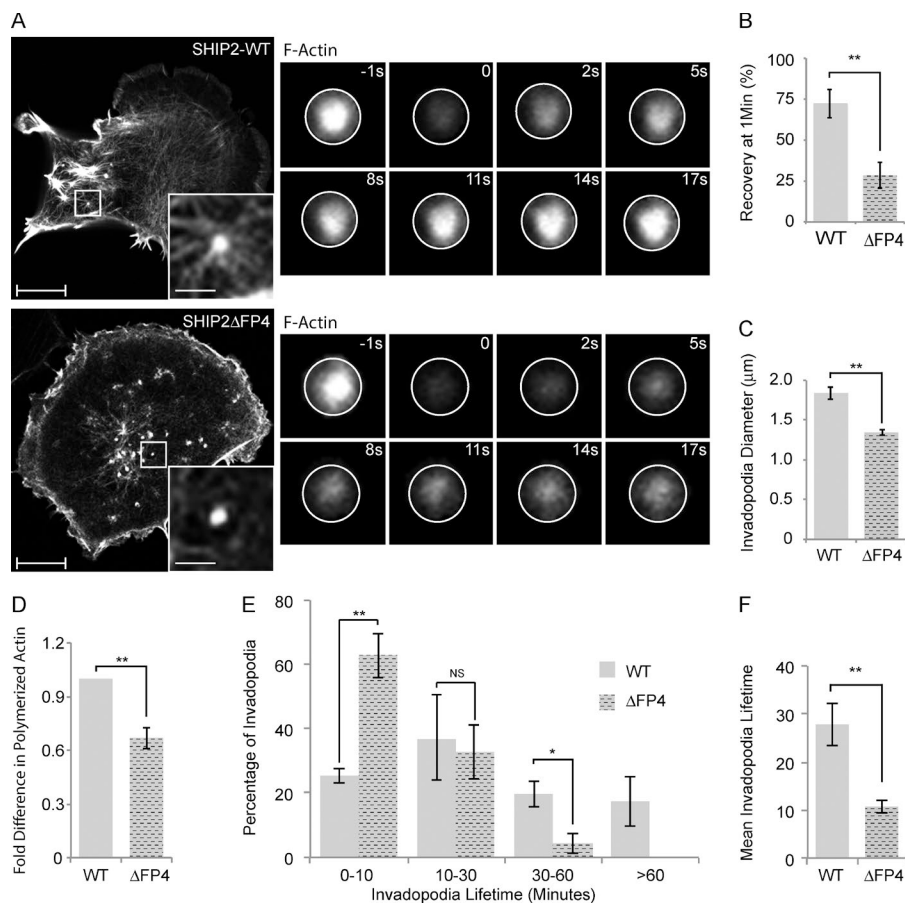 A
SHIP2-WT
F-Actin
-1s
0
2s
5s
8s
11s
14s
17s
SHIP2ΔFP4
F-Actin
-1s
0
2s
5s
8s
11s
14s
17s
B
Recovery at 1Min (%)
100
75
50
25
0
**
WT
ΔFP4
C
Invadopodia Diameter (μm)
2.0
1.5
1.0
0.5
0
**
WT
ΔFP4
D
Fold Difference in Polymerized Actin
1.2
0.9
0.6
0.3
0
**
WT
ΔFP4
E
Percentage of Invadopodia
80
60
40
20
0
**
NS
*
WT
ΔFP4
0-10
10-30
30-60
>60
Invadopodia Lifetime (Minutes)
F
Mean Invadopodia Lifetime
40
30
20
10
0
**
WT
ΔFP4